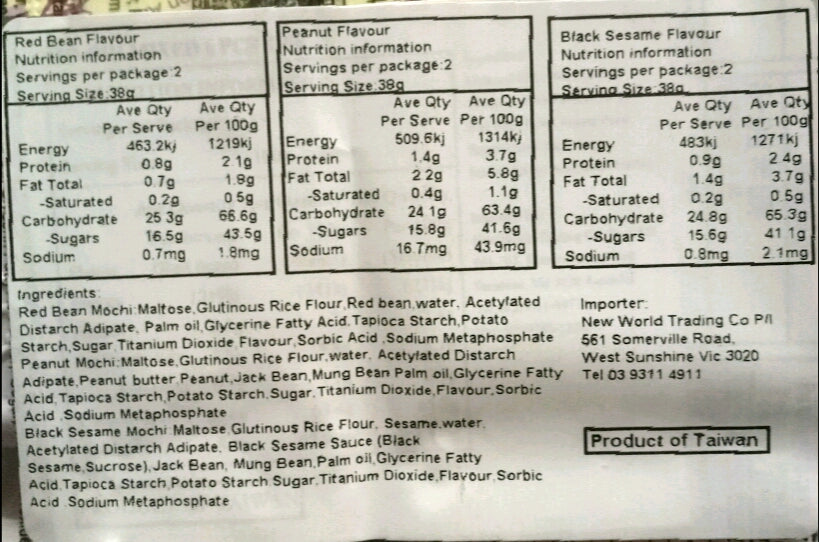 Red Bean Flavour
Nutrition information
Servings per package:2
Serving Size:38g
Ave Qty Ave Qty
Per Serve Per 100g
Energy 463.2kj 1219kj
Protein 0.8g 2.1g
Fat Total 0.7g 1.8g
-Saturated 0.2g 0.5g
Carbohydrate 25.3g 66.6g
-Sugars 16.5g 43.5g
Sodium 0.7mg 1.8mg
Peanut Flavour
Nutrition information
Servings per package:2
Serving Size:38g
Ave Qty Ave Qty
Per Serve Per 100g
Energy 509.6kj 1314kj
Protein 1.4g 3.7g
Fat Total 2.2g 5.8g
-Saturated 0.4g 1.1g
Carbohydrate 24.1g 63.4g
-Sugars 15.8g 41.6g
Sodium 16.7mg 43.9mg
Black Sesame Flavour
Nutrition information
Servings per package:2
Serving Size:38g
Ave Qty Ave Qty
Per Serve Per 100g
Energy 483kj 1271kj
Protein 0.9g 2.4g
Fat Total 1.4g 3.7g
-Saturated 0.2g 0.5g
Carbohydrate 24.8g 65.3g
-Sugars 15.6g 41.1g
Sodium 0.8mg 2.1mg
Ingredients:
Red Bean Mochi:Maltose,Glutinous Rice Flour,Red bean,water, Acetylated
Distarch Adipate, Palm oil,Glycerine Fatty Acid,Tapioca Starch,Potato
Starch,Sugar,Titanium Dioxide Flavour,Sorbic Acid ,Sodium Metaphosphate
Peanut Mochi:Maltose,Glutinous Rice Flour,water, Acetylated Distarch
Adipate,Peanut butter,Peanut,Jack Bean,Mung Bean Palm oil,Glycerine Fatty
Acid,Tapioca Starch,Potato Starch,Sugar,Titanium Dioxide,Flavour,Sorbic
Acid ,Sodium Metaphosphate
Black Sesame Mochi:Maltose,Glutinous Rice Flour, Sesame,water,
Acetylated Distarch Adipate, Black Sesame Sauce (Black
Sesame,Sucrose),Jack Bean, Mung Bean,Palm oil,Glycerine Fatty
Acid,Tapioca Starch,Potato Starch,Sugar,Titanium Dioxide,Flavour,Sorbic
Acid ,Sodium Metaphosphate
Importer:
New World Trading Co P/l
561 Somerville Road,
West Sunshine Vic 3020
Tel 03 9311 4911
Product of Taiwan